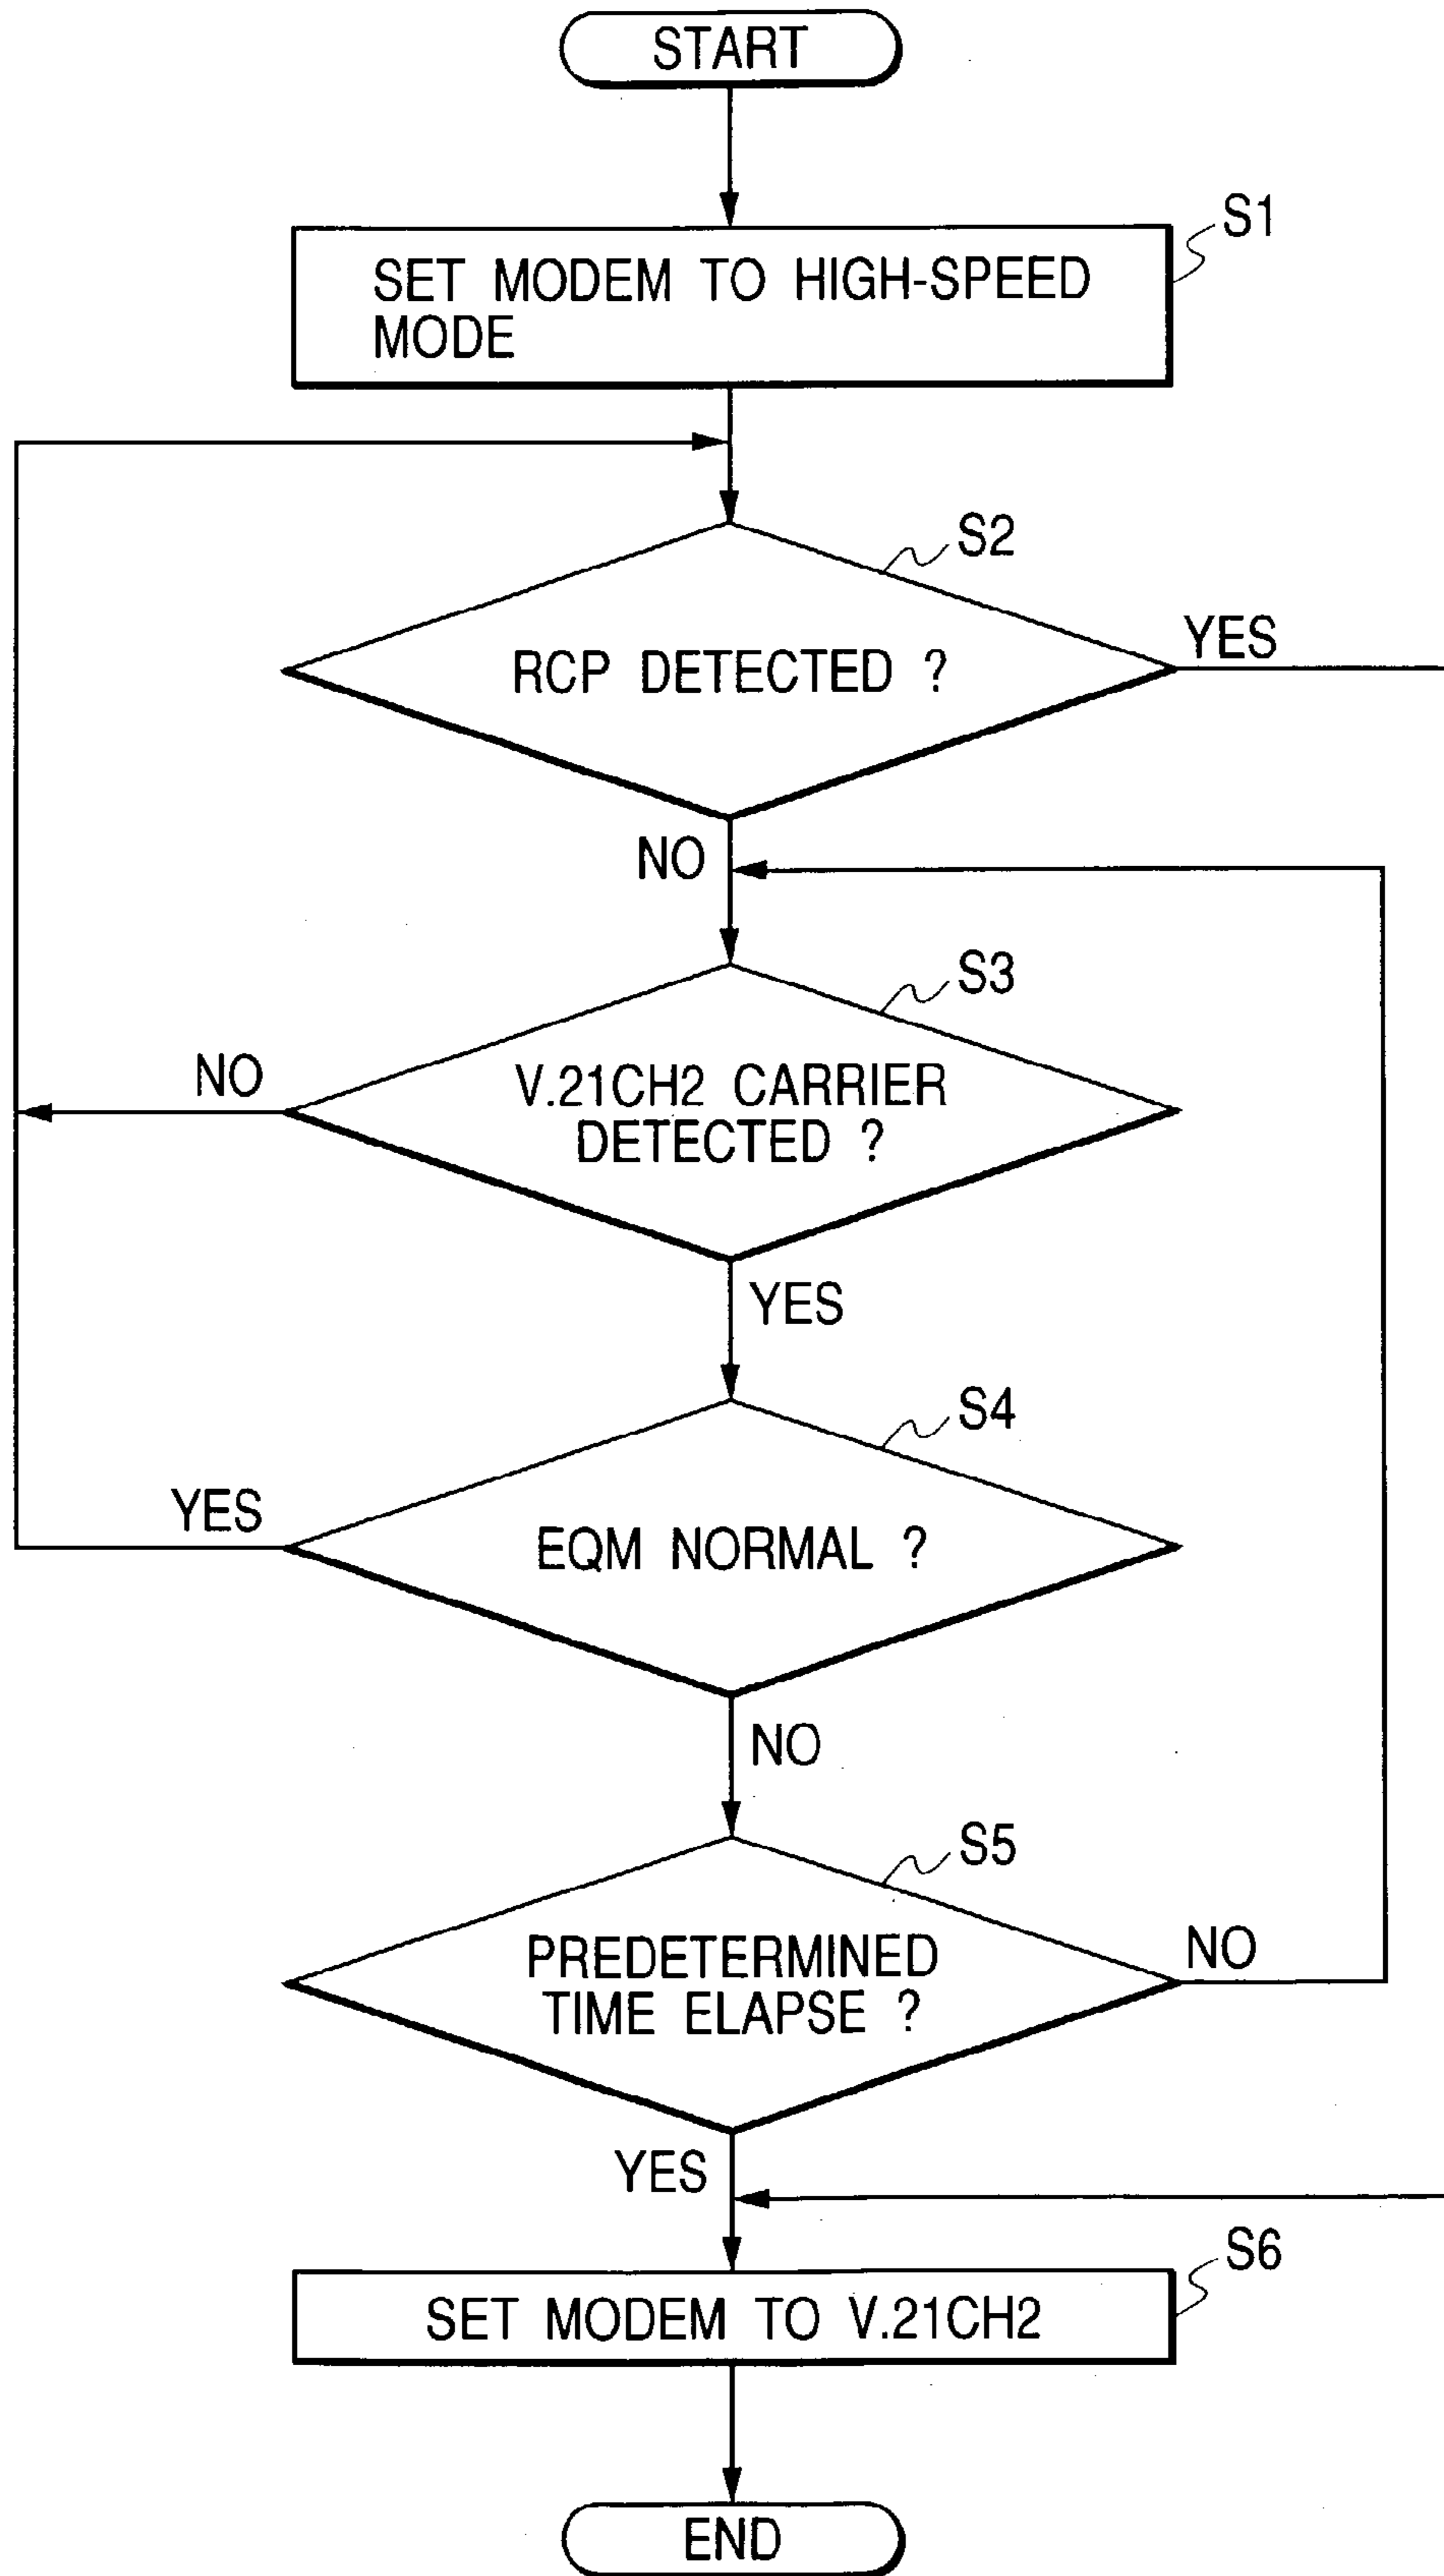 START
S1
SET MODEM TO HIGH-SPEED
MODE
S2
RCP DETECTED ?
YES
NO
S3
V.21CH2 CARRIER
DETECTED ?
NO
YES
S4
EQM NORMAL ?
YES
NO
S5
PREDETERMINED
TIME ELAPSE ?
NO
YES
S6
SET MODEM TO V.21CH2
END